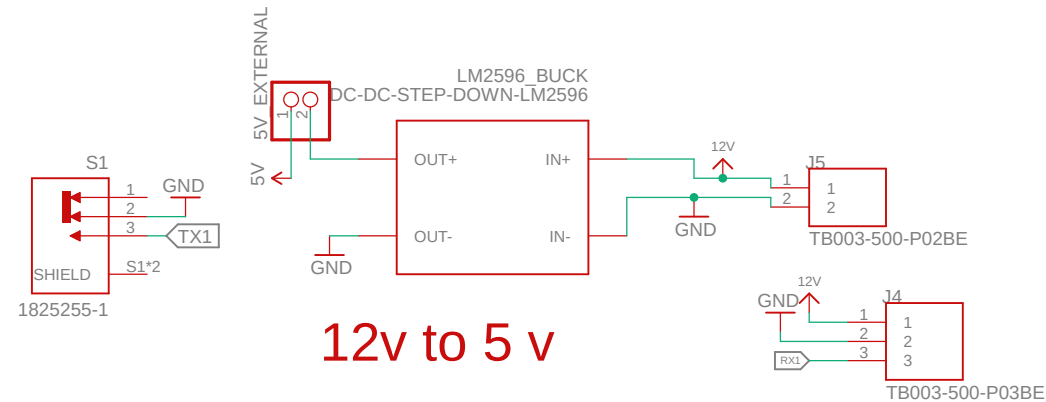 5V_EXTERNAL
1
2
5V
LM2596_BUCK
DC-DC-STEP-DOWN-LM2596
OUT+
IN+
OUT-
IN-
GND
12V
GND
J5
1
2
1
2
TB003-500-P02BE
S1
1
2
3
S1*2
GND
TX1
SHIELD
1825255-1
12v to 5 v
GND
12V
J4
1
2
3
1
2
3
RX1
TB003-500-P03BE